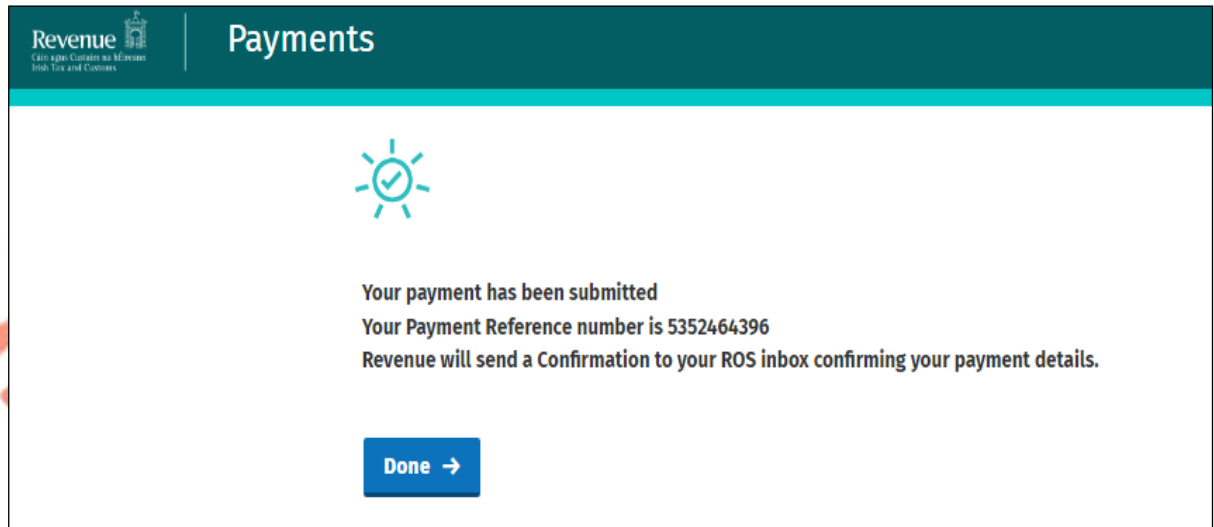 Revenue
Cáin agus Custaim na hÉireann
Irish Tax and Customs
Payments
Your payment has been submitted
Your Payment Reference number is 5352464396
Revenue will send a Confirmation to your ROS inbox confirming your payment details.
Done →